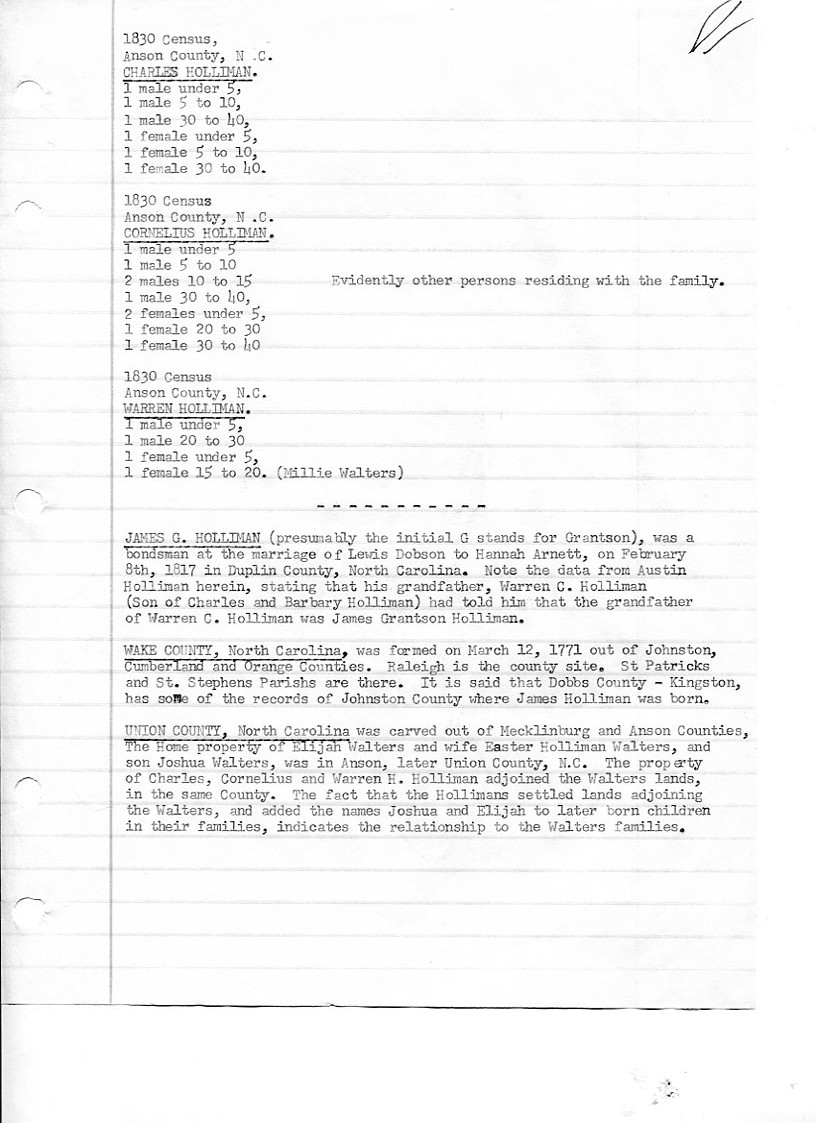 1830 Census,
Anson County, N .C.
CHARLES HOLLIMAN.
1 male under 5,
1 male 5 to 10,
1 male 30 to 40,
1 female under 5,
1 female 5 to 10,
1 female 30 to 40.
1830 Census
Anson County, N .C.
CORNELIUS HOLLIMAN.
1 male under 5
1 male 5 to 10
2 males 10 to 15 Evidently other persons residing with the family.
1 male 30 to 40,
2 females under 5,
1 female 20 to 30
1 female 30 to 40
1830 Census
Anson County, N.C.
WARREN HOLLIMAN.
1 male under 5,
1 male 20 to 30
1 female under 5,
1 female 15 to 20. (Millie Walters)
- - - - - - - - - - -
JAMES G. HOLLIMAN (presumably the initial G stands for Grantson), was a
bondsman at the marriage of Lewis Dobson to Hannah Arnett, on February
8th, 1817 in Duplin County, North Carolina. Note the data from Austin
Holliman herein, stating that his grandfather, Warren C. Holliman
(Son of Charles and Barbary Holliman) had told him that the grandfather
of Warren C. Holliman was James Grantson Holliman.
WAKE COUNTY, North Carolina, was formed on March 12, 1771 out of Johnston,
Cumberland and Orange Counties. Raleigh is the county site. St Patricks
and St. Stephens Parishs are there. It is said that Dobbs County - Kingston,
has some of the records of Johnston County where James Holliman was born.
UNION COUNTY, North Carolina was carved out of Mecklinburg and Anson Counties,
The Home property of Elijah Walters and wife Easter Holliman Walters, and
son Joshua Walters, was in Anson, later Union County, N.C. The property
of Charles, Cornelius and Warren H. Holliman adjoined the Walters lands,
in the same County. The fact that the Hollimans settled lands adjoining
the Walters, and added the names Joshua and Elijah to later born children
in their families, indicates the relationship to the Walters families.